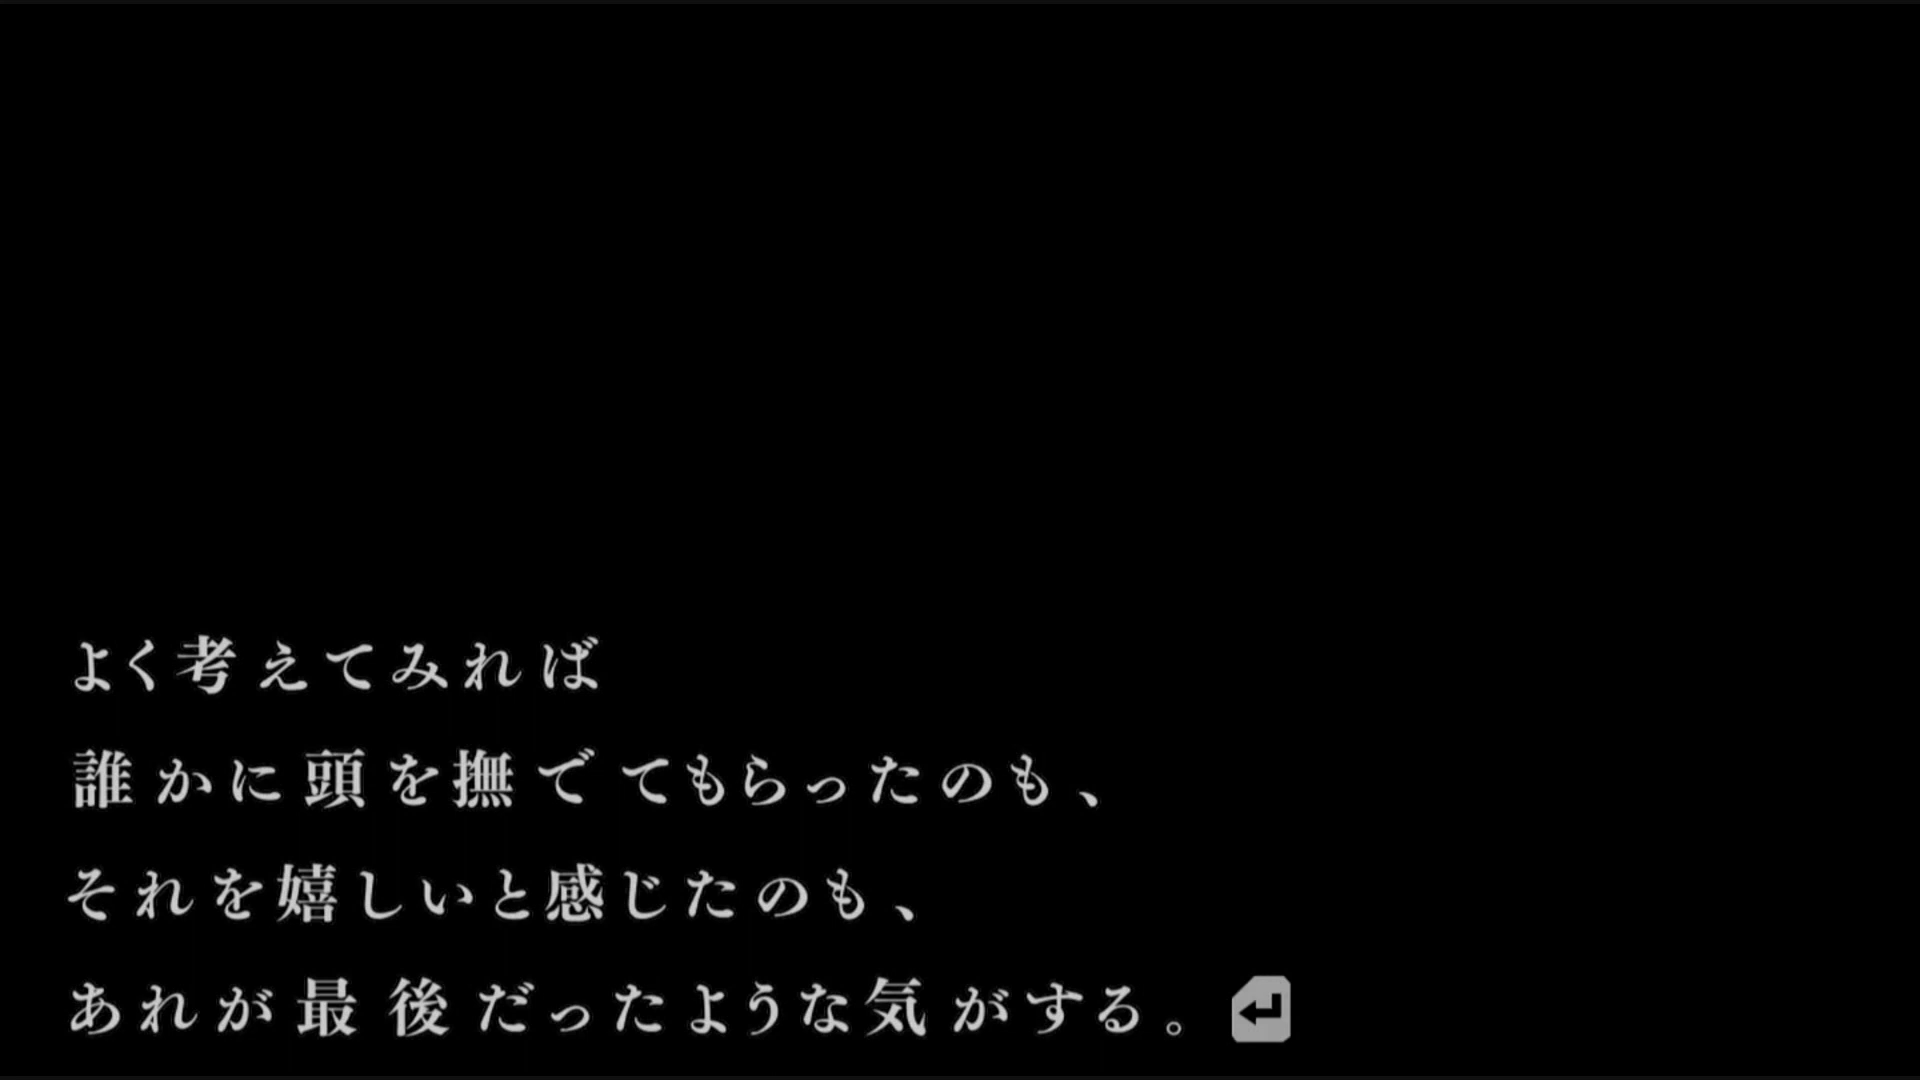 よく考えてみれば
誰かに頭を撫でてもらったのも、
それを嬉しいと感じたのも、
あれが最後だったような気がする。